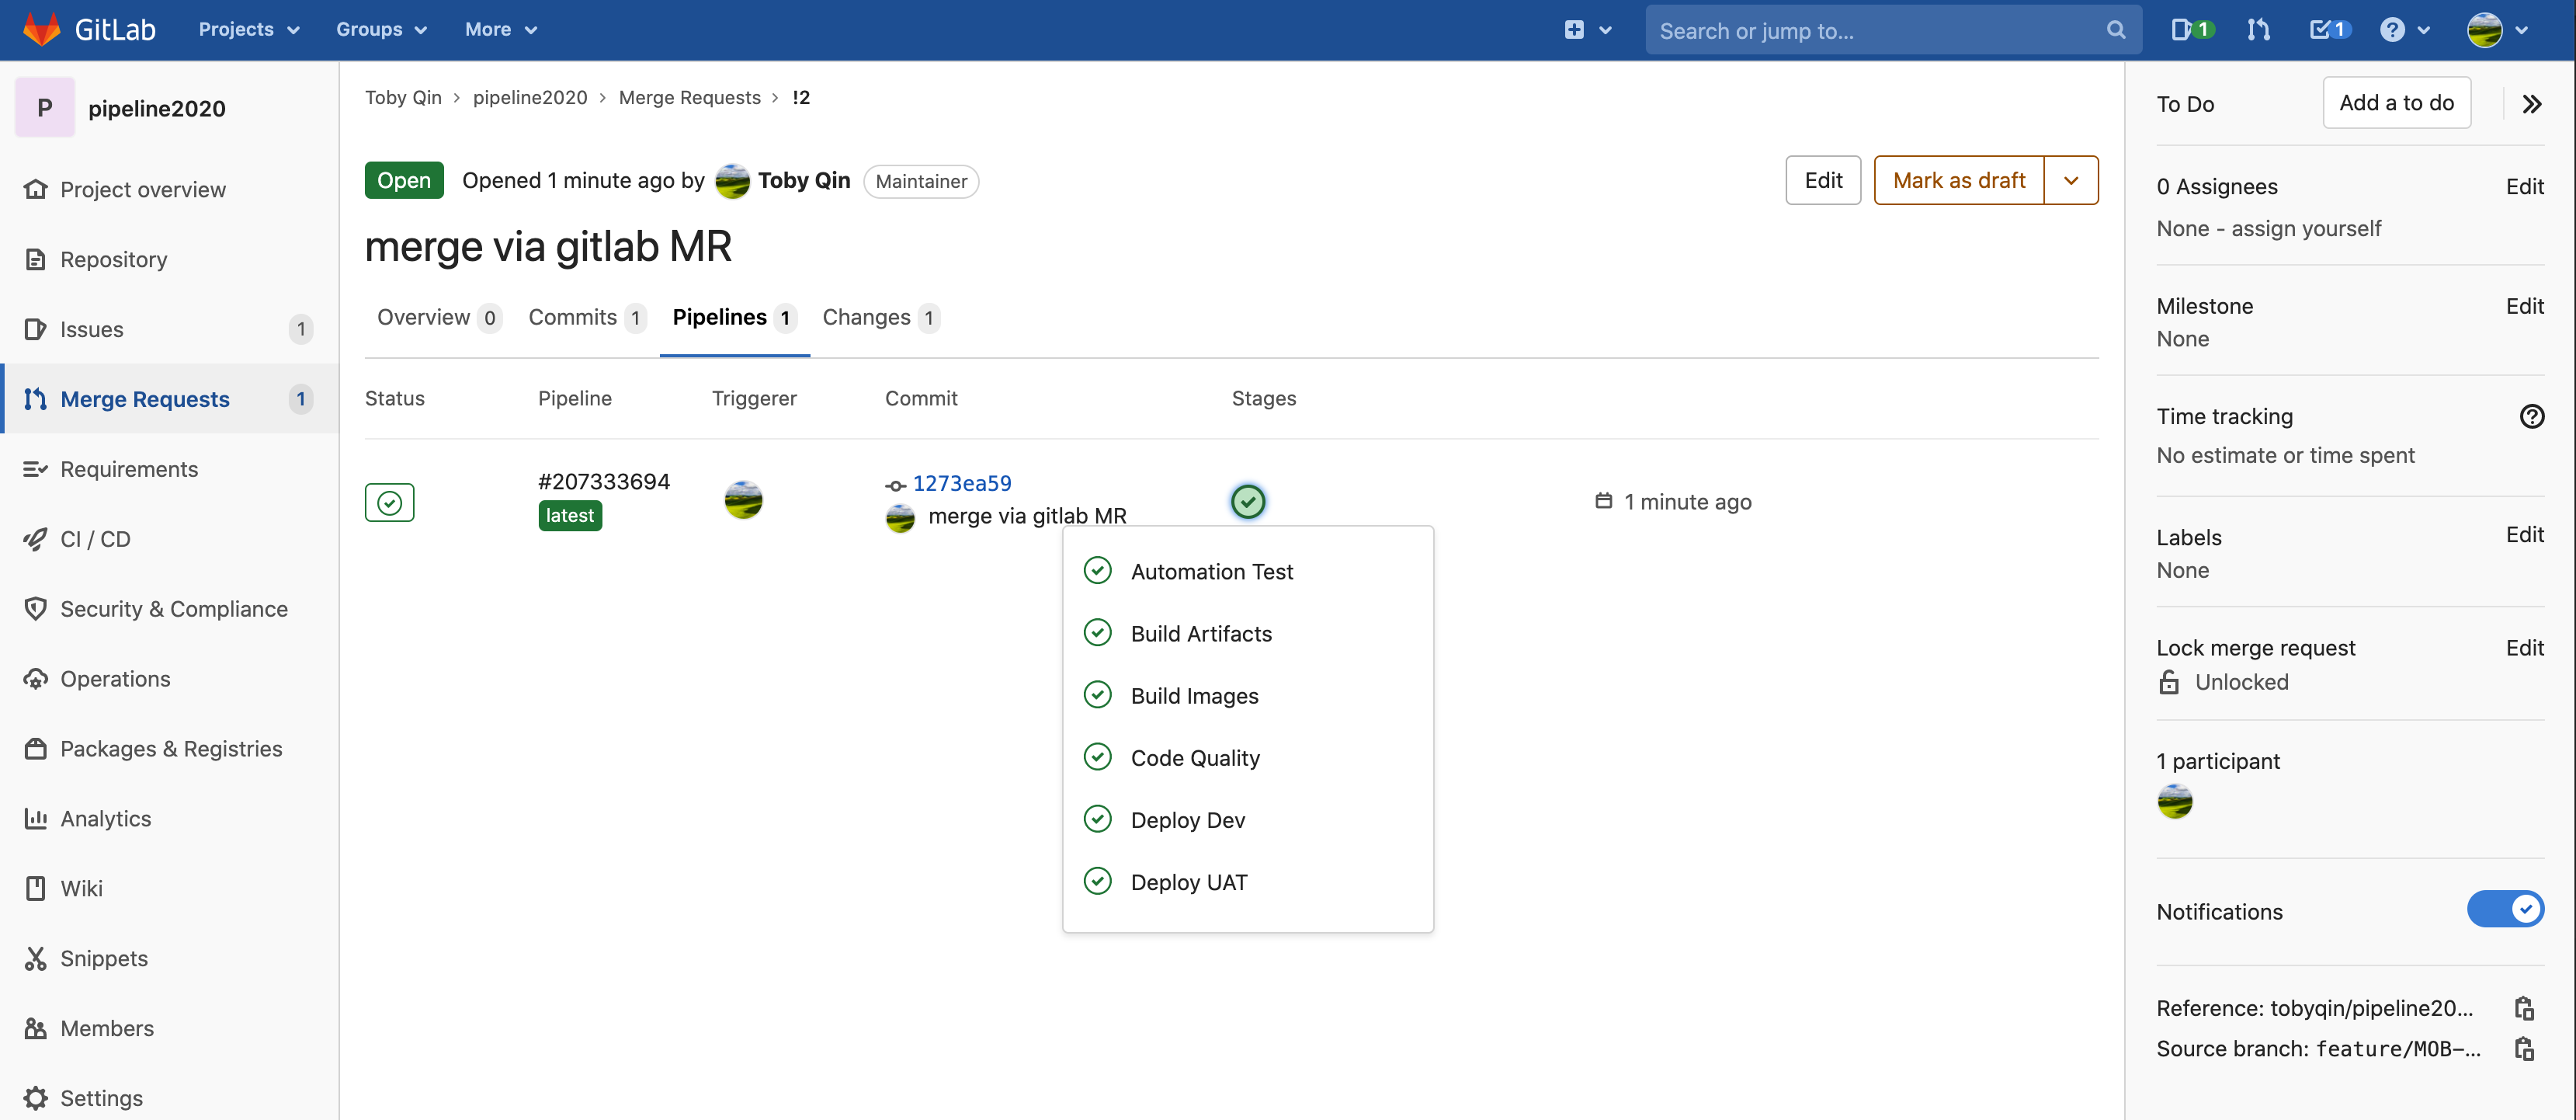 GitLab Projects Groups More Search or jump to... 1 1
P pipeline2020
Project overview
Repository
Issues 1
Merge Requests 1
Requirements
CI / CD
Security & Compliance
Operations
Packages & Registries
Analytics
Wiki
Snippets
Members
Settings
Toby Qin > pipeline2020 > Merge Requests > !2
Open Opened 1 minute ago by Toby Qin Maintainer Edit Mark as draft
merge via gitlab MR
Overview 0 Commits 1 Pipelines 1 Changes 1
Status Pipeline Triggerer Commit Stages
#207333694 1273ea59
latest merge via gitlab MR 1 minute ago
Automation Test
Build Artifacts
Build Images
Code Quality
Deploy Dev
Deploy UAT
To Do Add a to do
0 Assignees Edit
None - assign yourself
Milestone Edit
None
Time tracking
No estimate or time spent
Labels Edit
None
Lock merge request Edit
Unlocked
1 participant
Notifications
Reference: tobyqin/pipeline20...
Source branch: feature/MOB-...